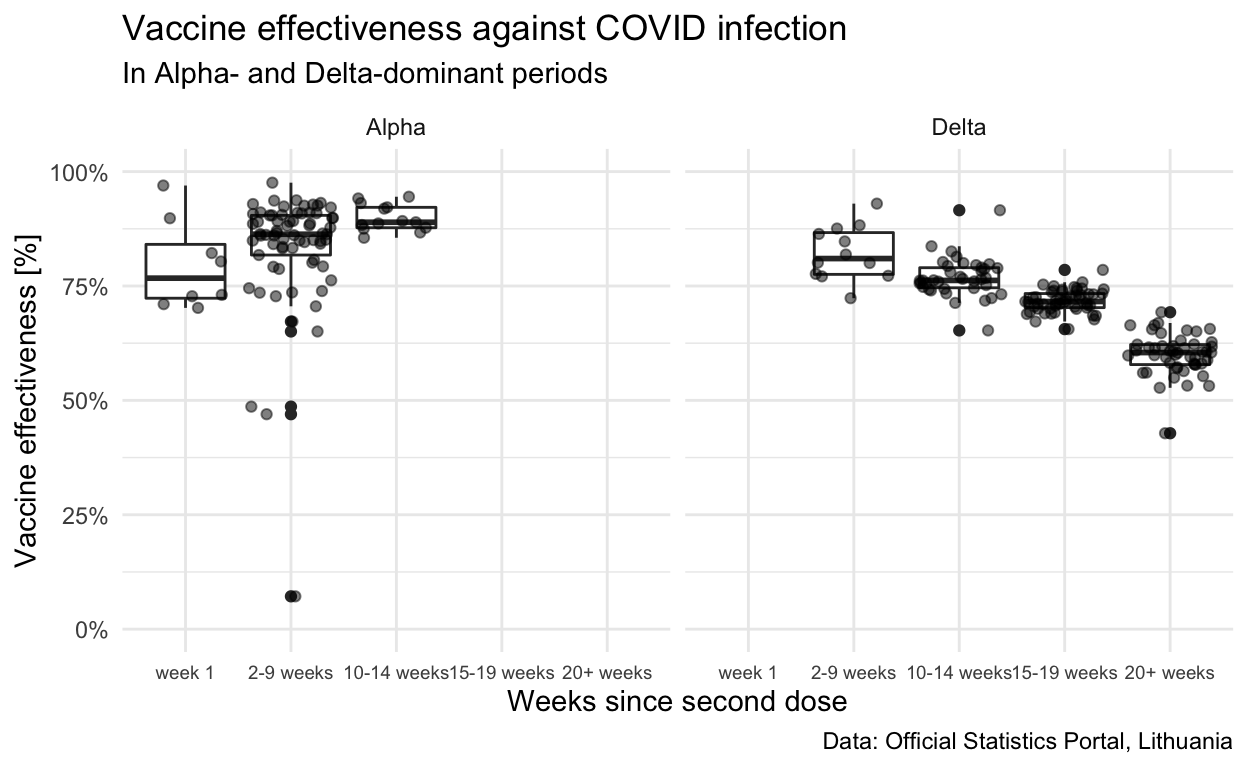 Vaccine effectiveness against COVID infection
In Alpha- and Delta-dominant periods
Alpha
Delta
Vaccine effectiveness [%]
100%
75%
50%
25%
0%
week 1 2-9 weeks 10-14 weeks 15-19 weeks 20+ weeks
week 1 2-9 weeks 10-14 weeks 15-19 weeks 20+ weeks
Weeks since second dose
Data: Official Statistics Portal, Lithuania